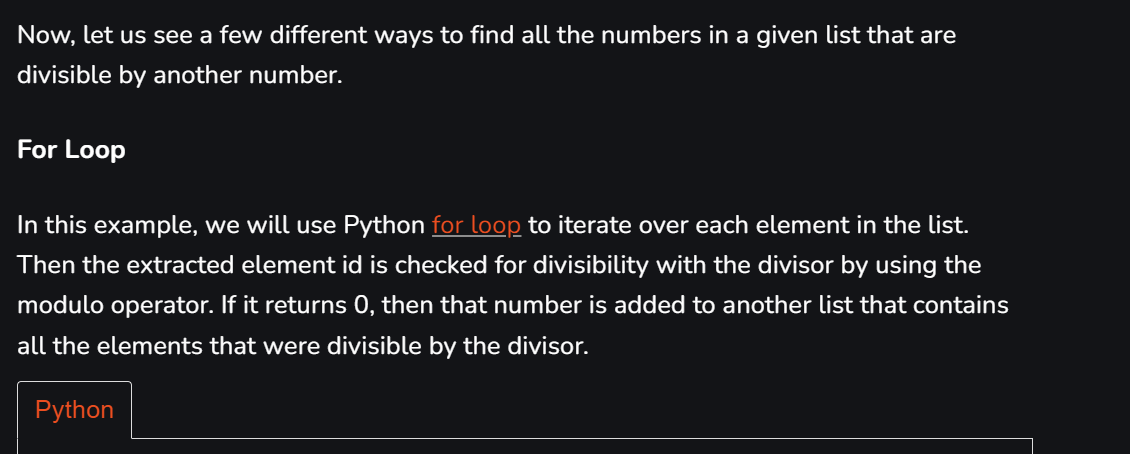 Now, let us see a few different ways to find all the numbers in a given list that are
divisible by another number.
For Loop
In this example, we will use Python for loop to iterate over each element in the list.
Then the extracted element id is checked for divisibility with the divisor by using the
modulo operator. If it returns 0, then that number is added to another list that contains
all the elements that were divisible by the divisor.
Python